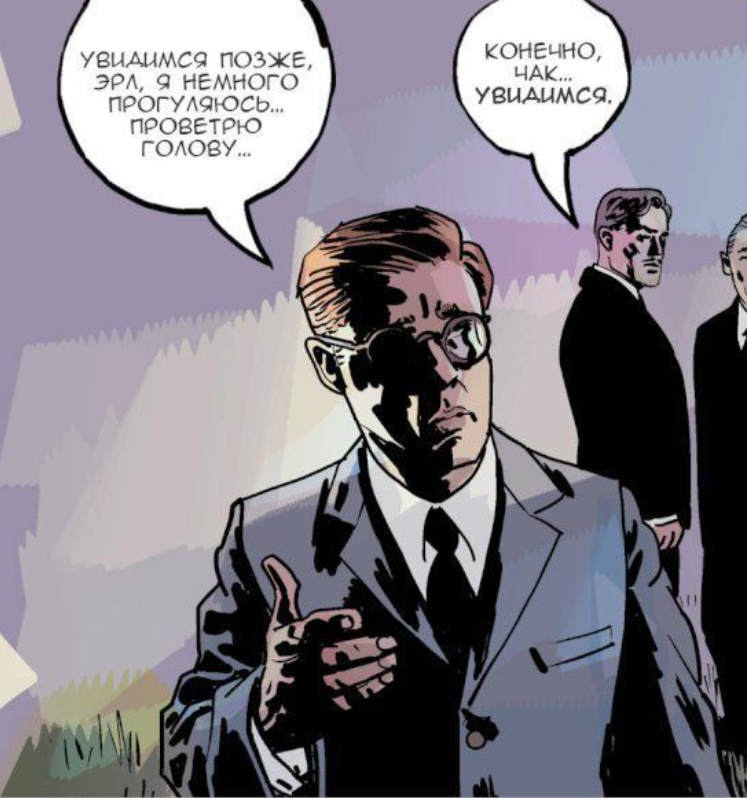 УВИДИМСЯ ПОЗЖЕ,
ЭРЛ, Я НЕМНОГО
ПРОГУЛЯЮСЬ...
ПРОВЕТРЮ
ГОЛОВУ...
КОНЕЧНО,
ЧАК...
УВИДИМСЯ.